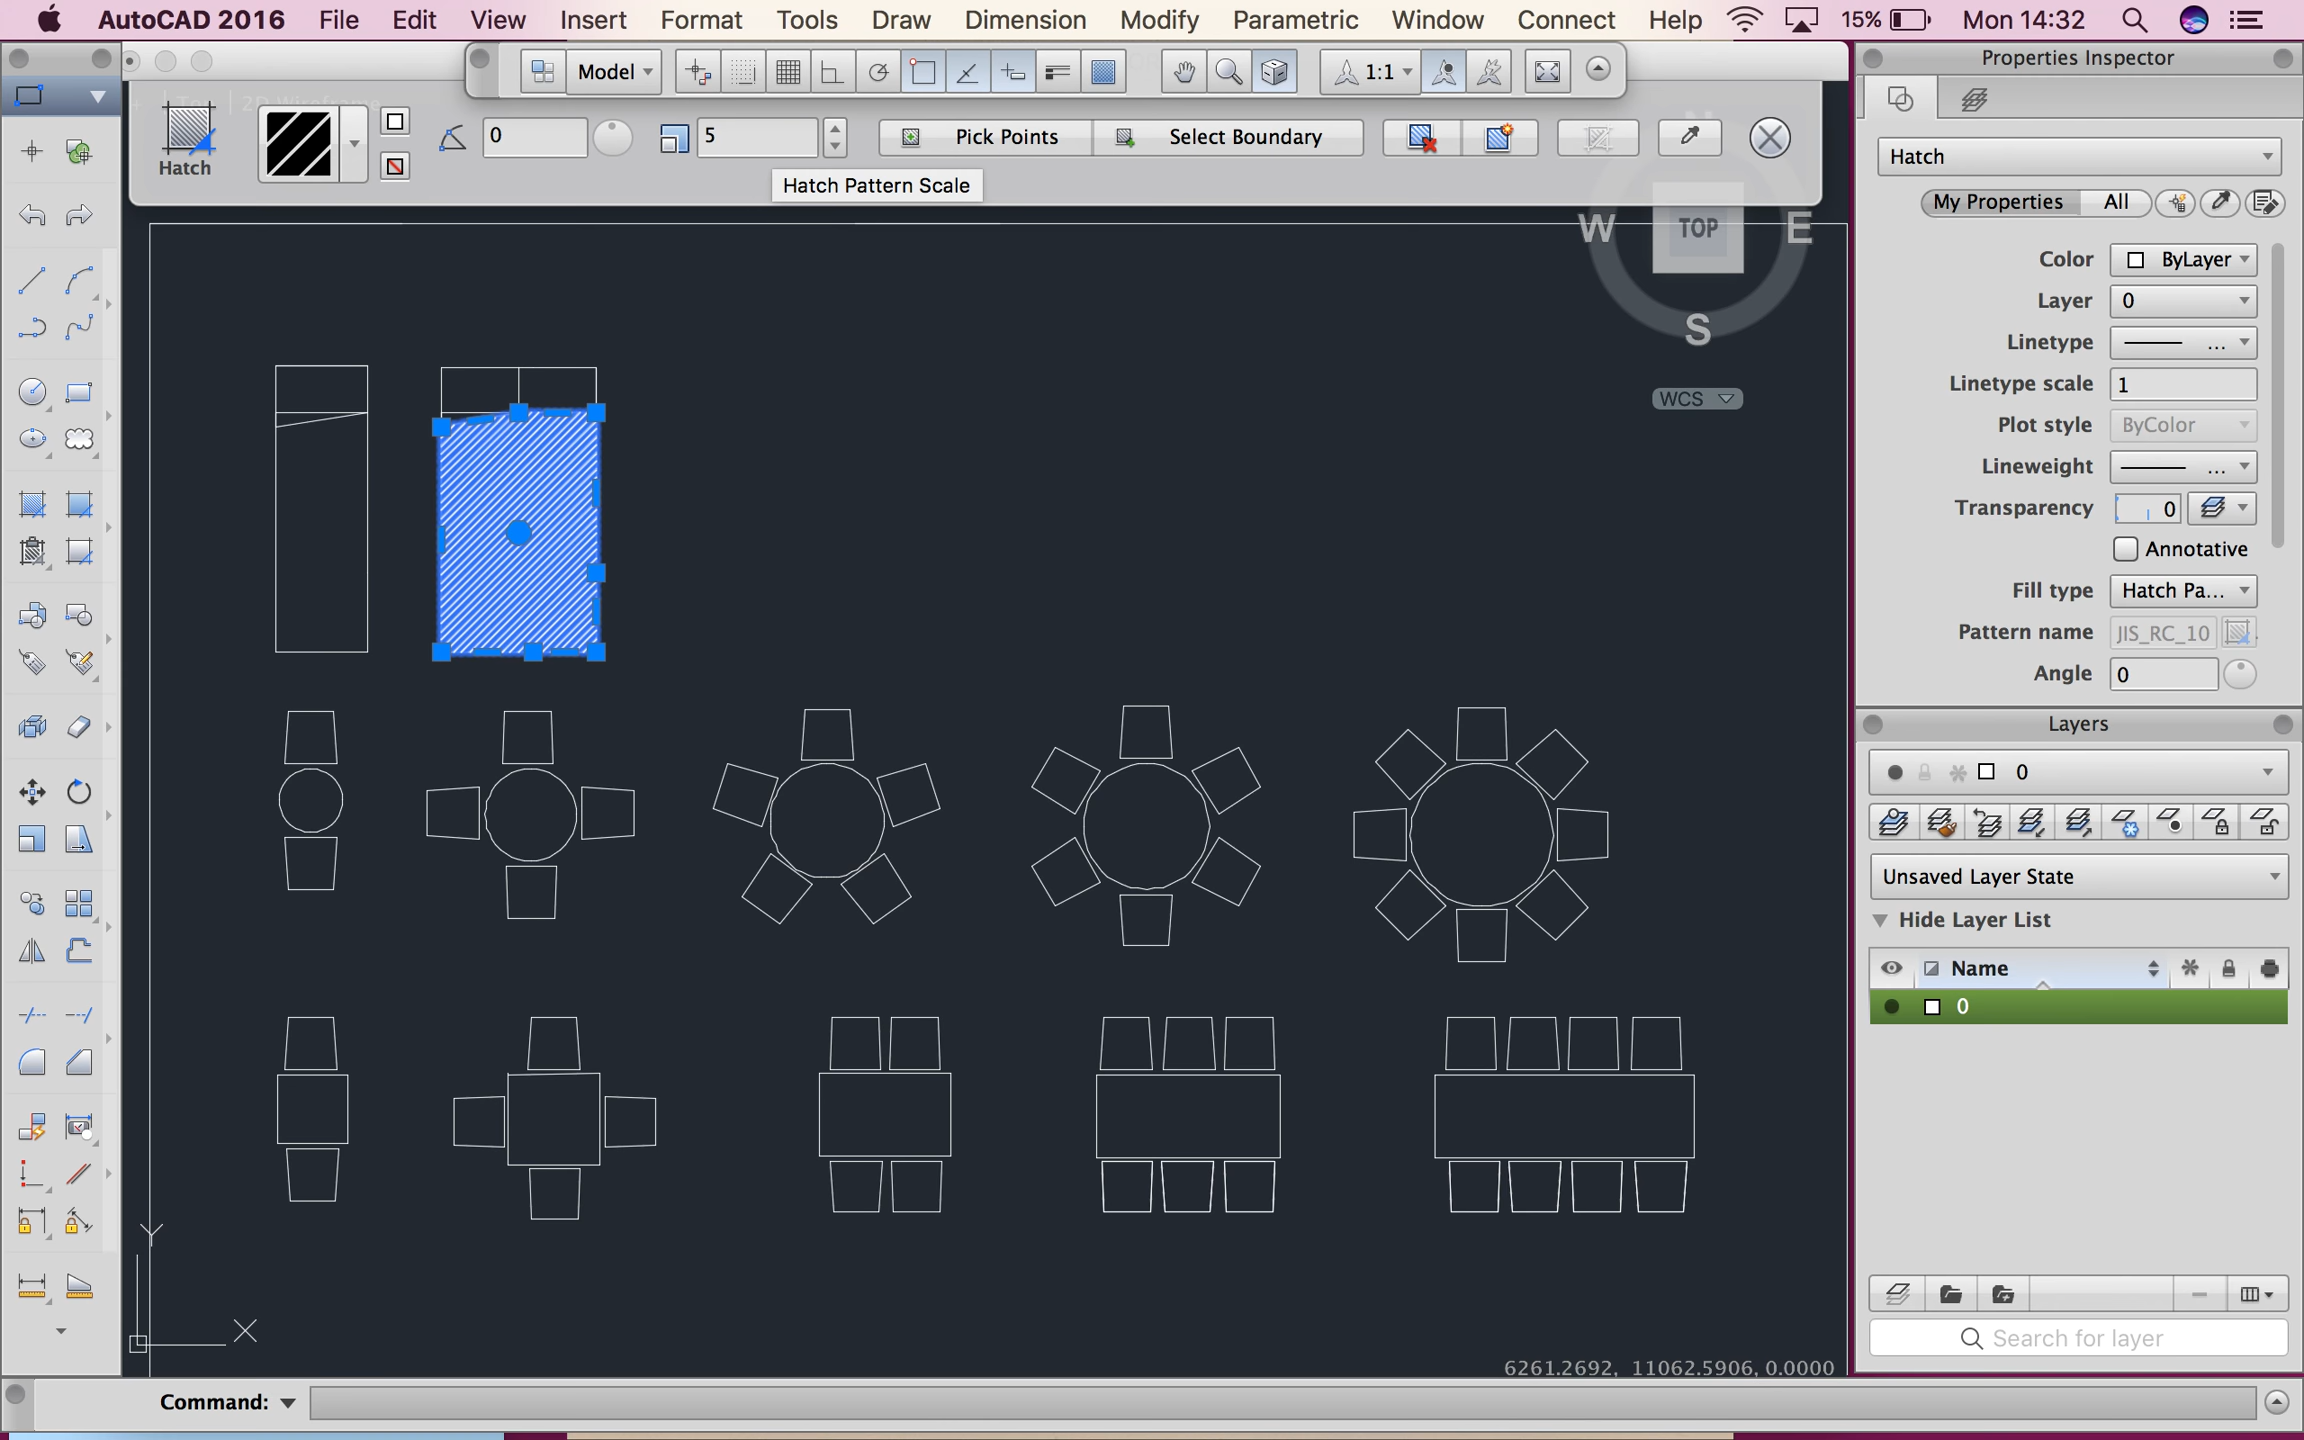 AutoCAD 2016 File Edit View Insert Format Tools Draw Dimension Modify Parametric Window Connect Help 15% Mon 14:32
Model 1:1
Properties Inspector
Top 2D Wireframe
Hatch
0
5
Pick Points
Select Boundary
Hatch Pattern Scale
Hatch
My Properties All
W TOP E
S
WCS
Color ByLayer
Layer 0
Linetype ...
Linetype scale 1
Plot style ByColor
Lineweight ...
Transparency 0
Annotative
Fill type Hatch Pa...
Pattern name JIS_RC_10
Angle 0
Layers
0
Unsaved Layer State
Hide Layer List
Name
0
Search for layer
Y
X
6261.2692, 11062.5906, 0.0000
Command: